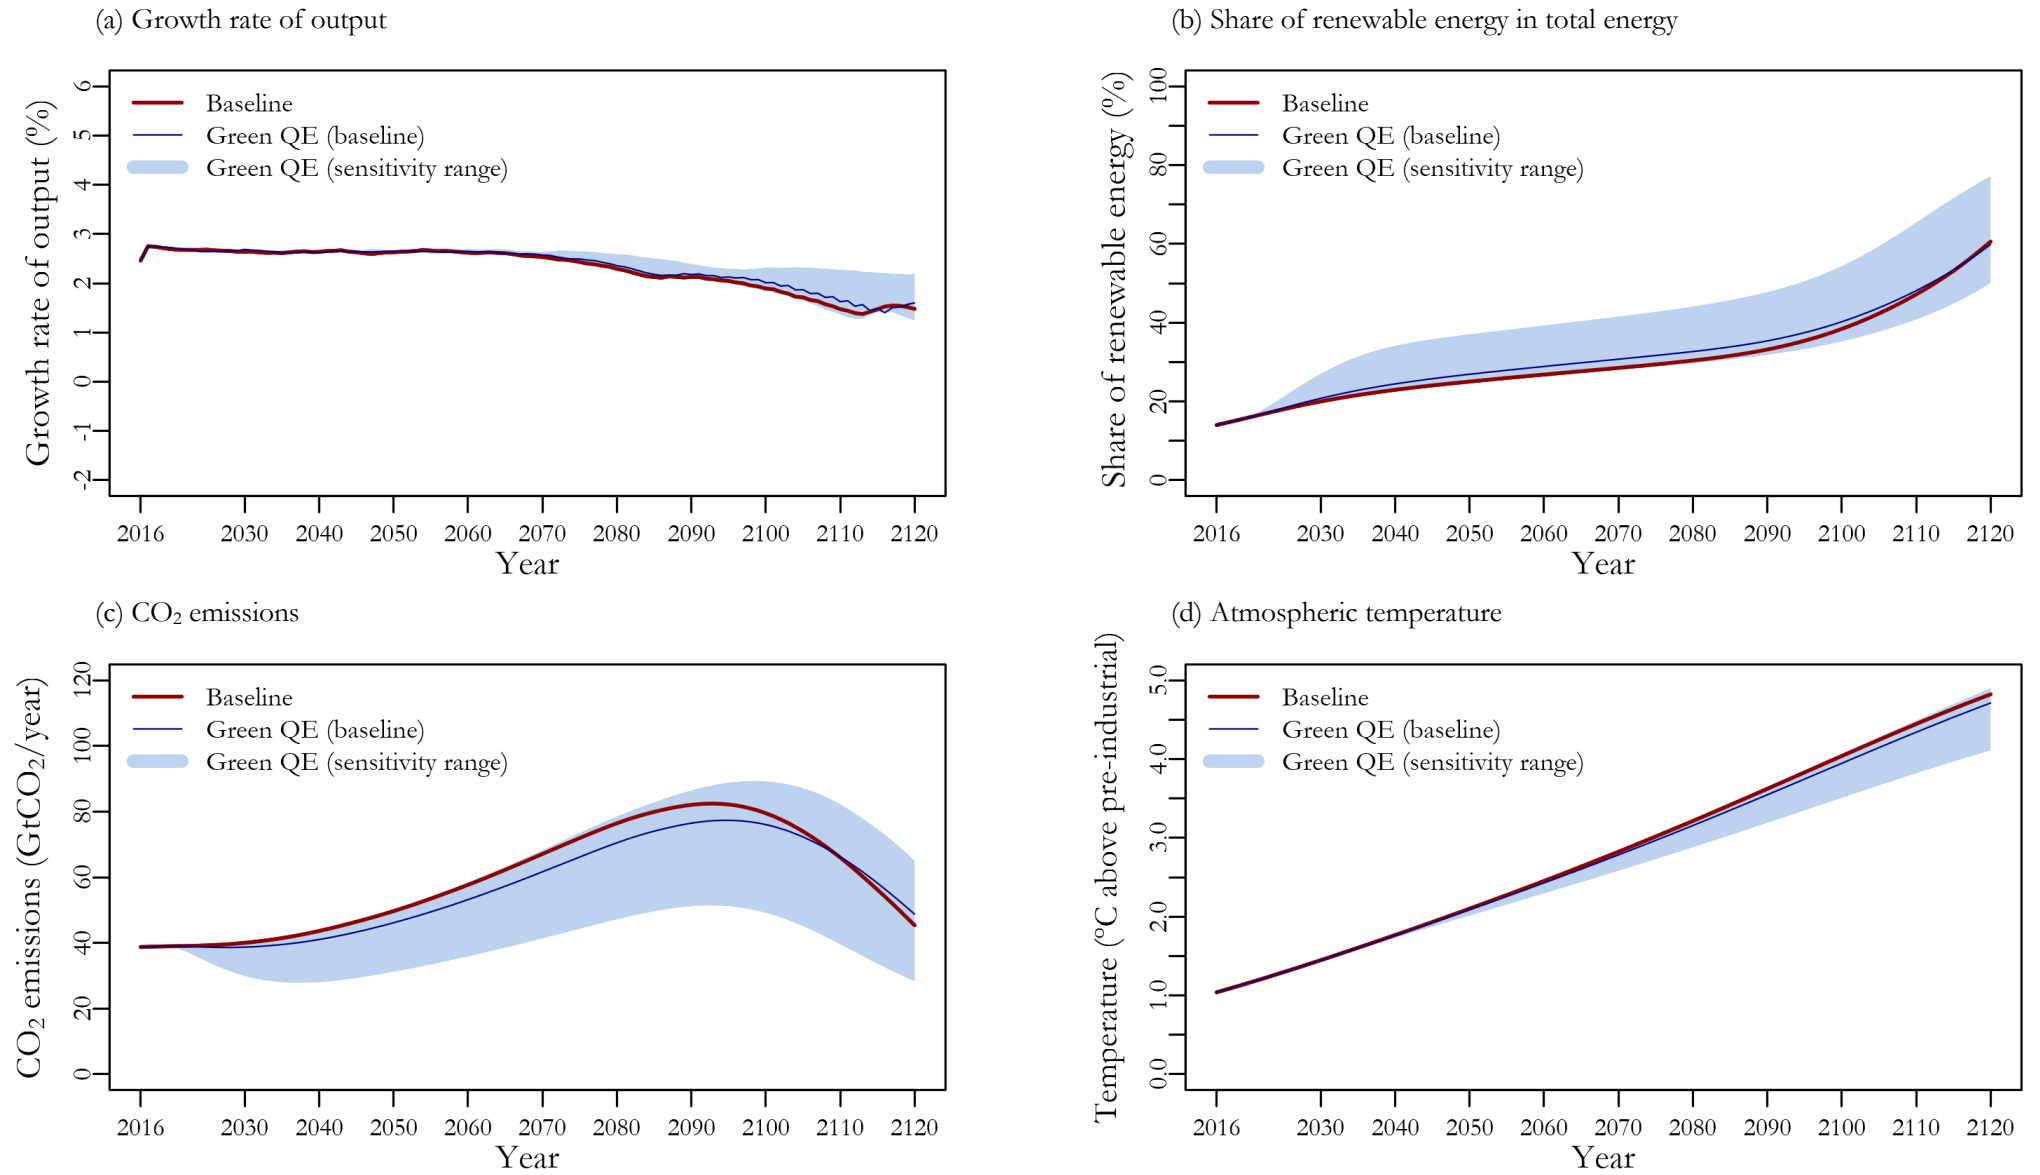 (a) Growth rate of output
Growth rate of output (%)
6
5
4
3
2
1
0
-1
-2
Baseline
Green QE (baseline)
Green QE (sensitivity range)
2016 2030 2040 2050 2060 2070 2080 2090 2100 2110 2120
Year
(b) Share of renewable energy in total energy
Share of renewable energy (%)
100
80
60
40
20
0
Baseline
Green QE (baseline)
Green QE (sensitivity range)
2016 2030 2040 2050 2060 2070 2080 2090 2100 2110 2120
Year
(c) CO₂ emissions
CO₂ emissions (GtCO₂/year)
120
100
80
60
40
20
0
Baseline
Green QE (baseline)
Green QE (sensitivity range)
2016 2030 2040 2050 2060 2070 2080 2090 2100 2110 2120
Year
(d) Atmospheric temperature
Temperature (°C above pre-industrial)
5.0
4.0
3.0
2.0
1.0
0.0
Baseline
Green QE (baseline)
Green QE (sensitivity range)
2016 2030 2040 2050 2060 2070 2080 2090 2100 2110 2120
Year